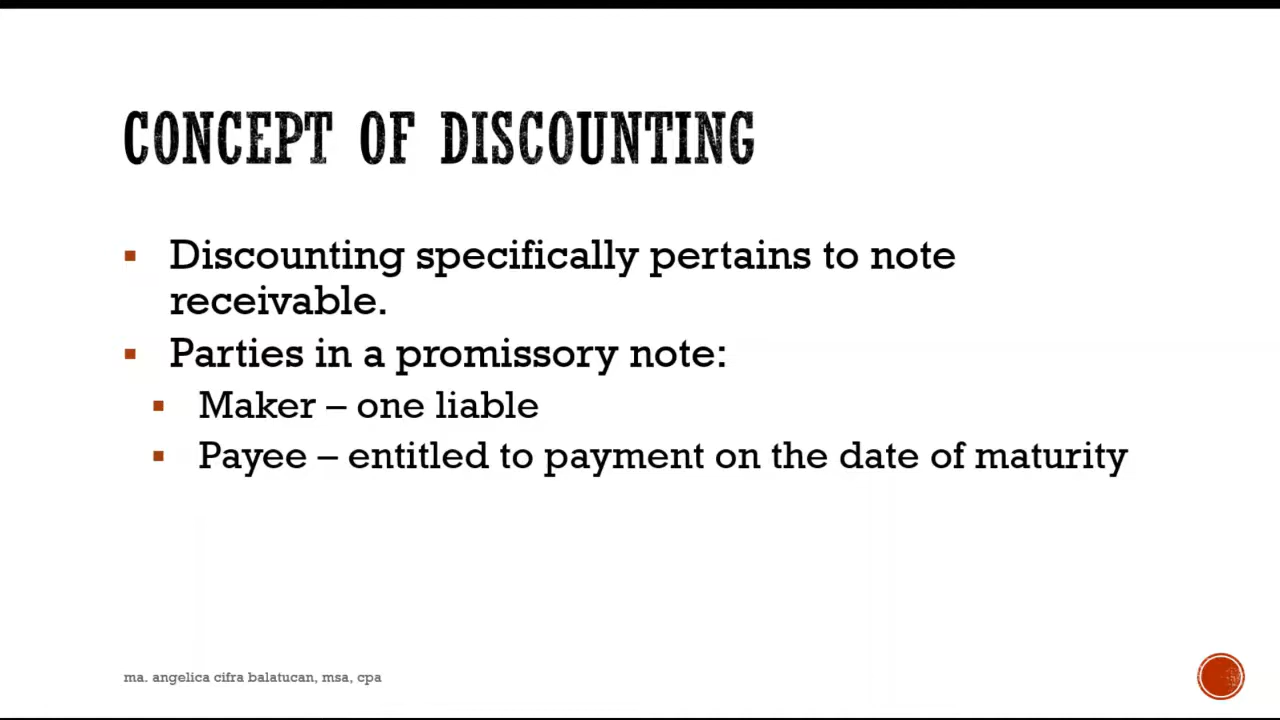 CONCEPT OF DISCOUNTING
Discounting specifically pertains to note
receivable.
Parties in a promissory note:
Maker – one liable
Payee – entitled to payment on the date of maturity
ma. angelica cifra balatucan, msa, cpa